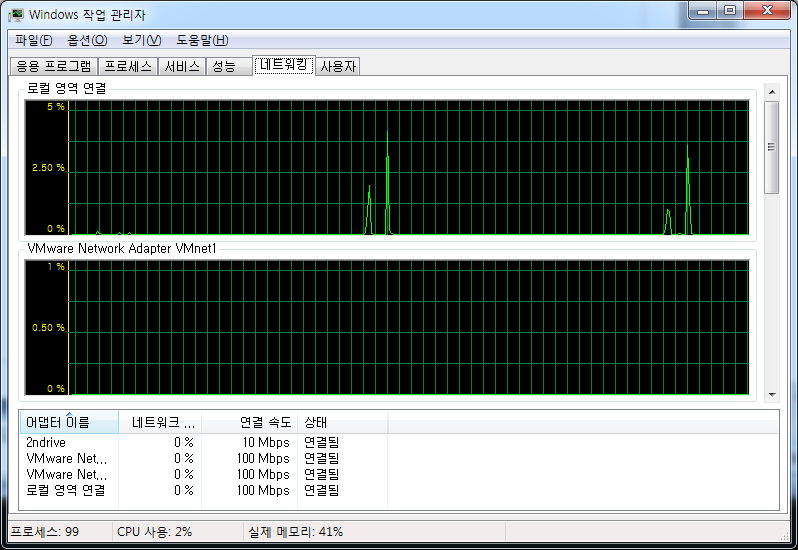 Windows 작업 관리자
파일(F) 옵션(O) 보기(V) 도움말(H)
응용 프로그램 프로세스 서비스 성능 네트워킹 사용자
로컬 영역 연결
5 %
2.50 %
0 %
VMware Network Adapter VMnet1
1 %
0.50 %
0 %
어댑터 이름 네트워크 ... 연결 속도 상태
2ndrive 0 % 10 Mbps 연결됨
VMware Net... 0 % 100 Mbps 연결됨
VMware Net... 0 % 100 Mbps 연결됨
로컬 영역 연결 0 % 100 Mbps 연결됨
프로세스: 99 CPU 사용: 2% 실제 메모리: 41%